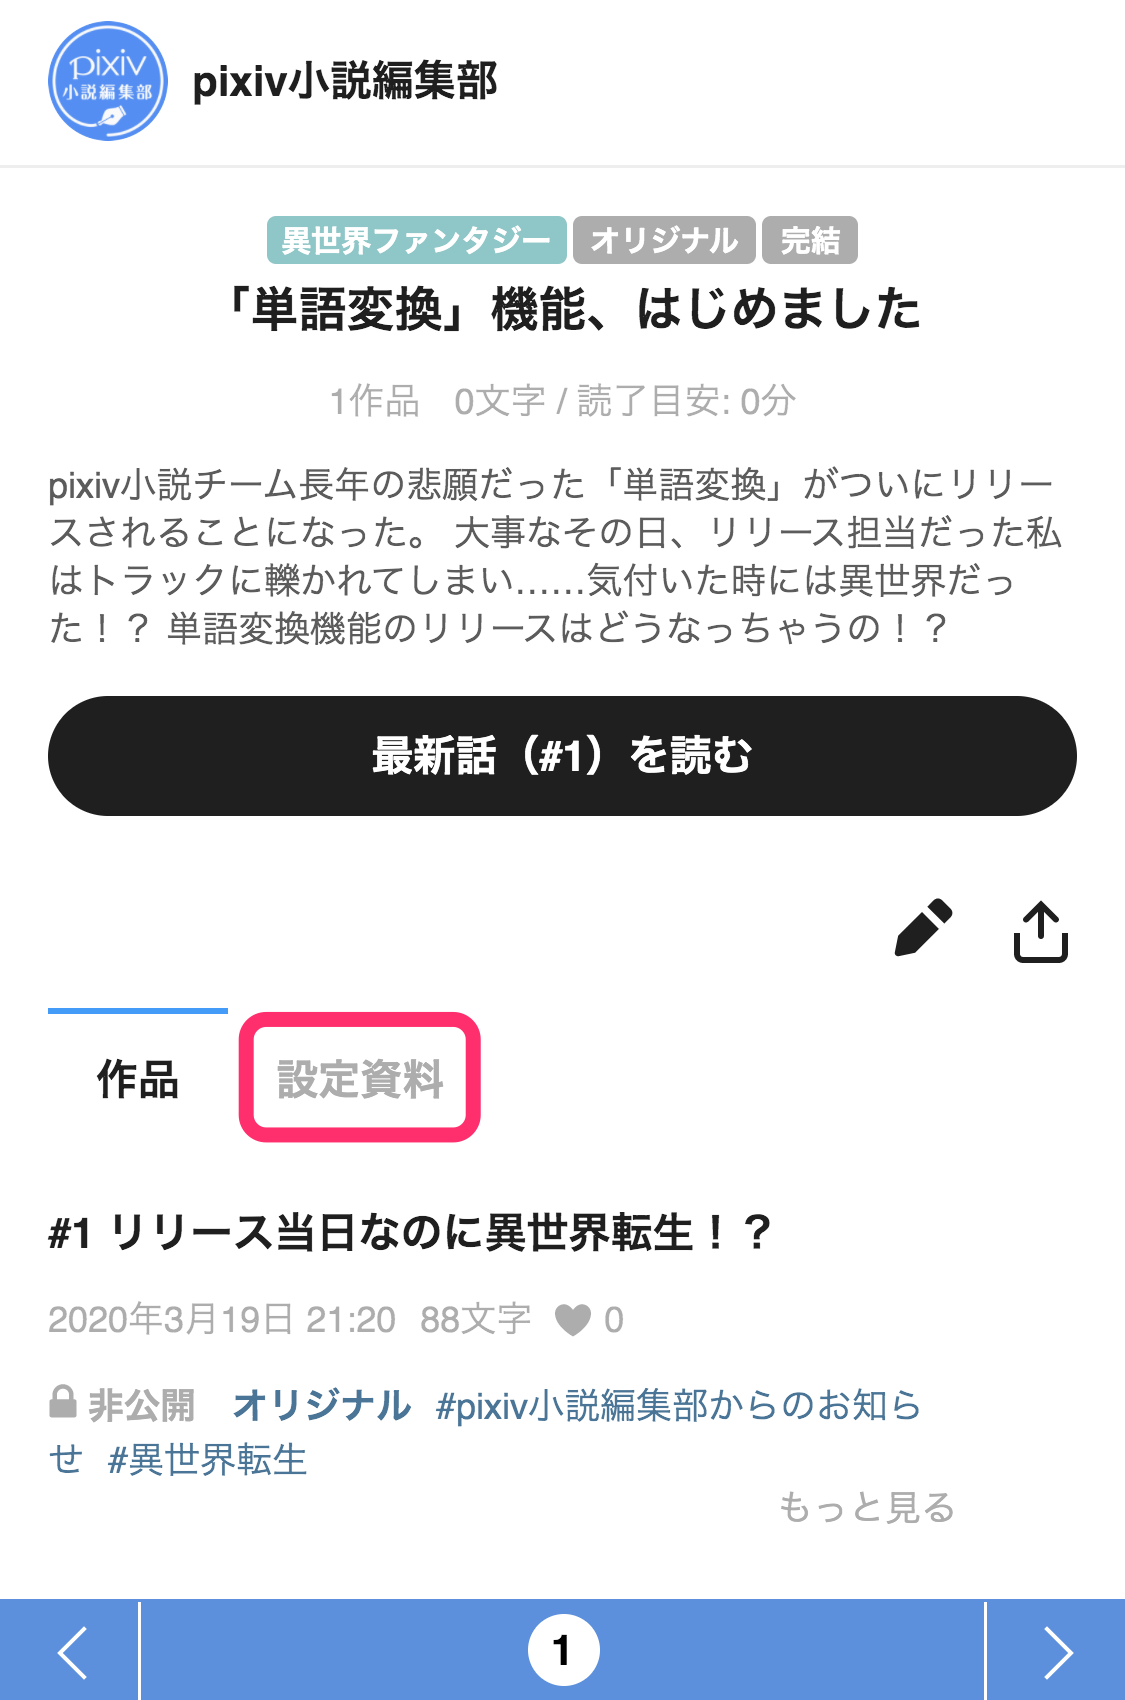 pixiv
小説編集部
pixiv小説編集部
異世界ファンタジー オリジナル 完結
「単語変換」機能、はじめました
1作品 0文字 / 読了目安: 0分
pixiv小説チーム長年の悲願だった「単語変換」がついにリリー
スされることになった。 大事なその日、リリース担当だった私
はトラックに轢かれてしまい……気付いた時には異世界だっ
た！？ 単語変換機能のリリースはどうなっちゃうの！？
最新話（#1）を読む
作品 設定資料
#1 リリース当日なのに異世界転生！？
2020年3月19日 21:20 88文字 0
非公開 オリジナル #pixiv小説編集部からのお知ら
せ #異世界転生
もっと見る
1